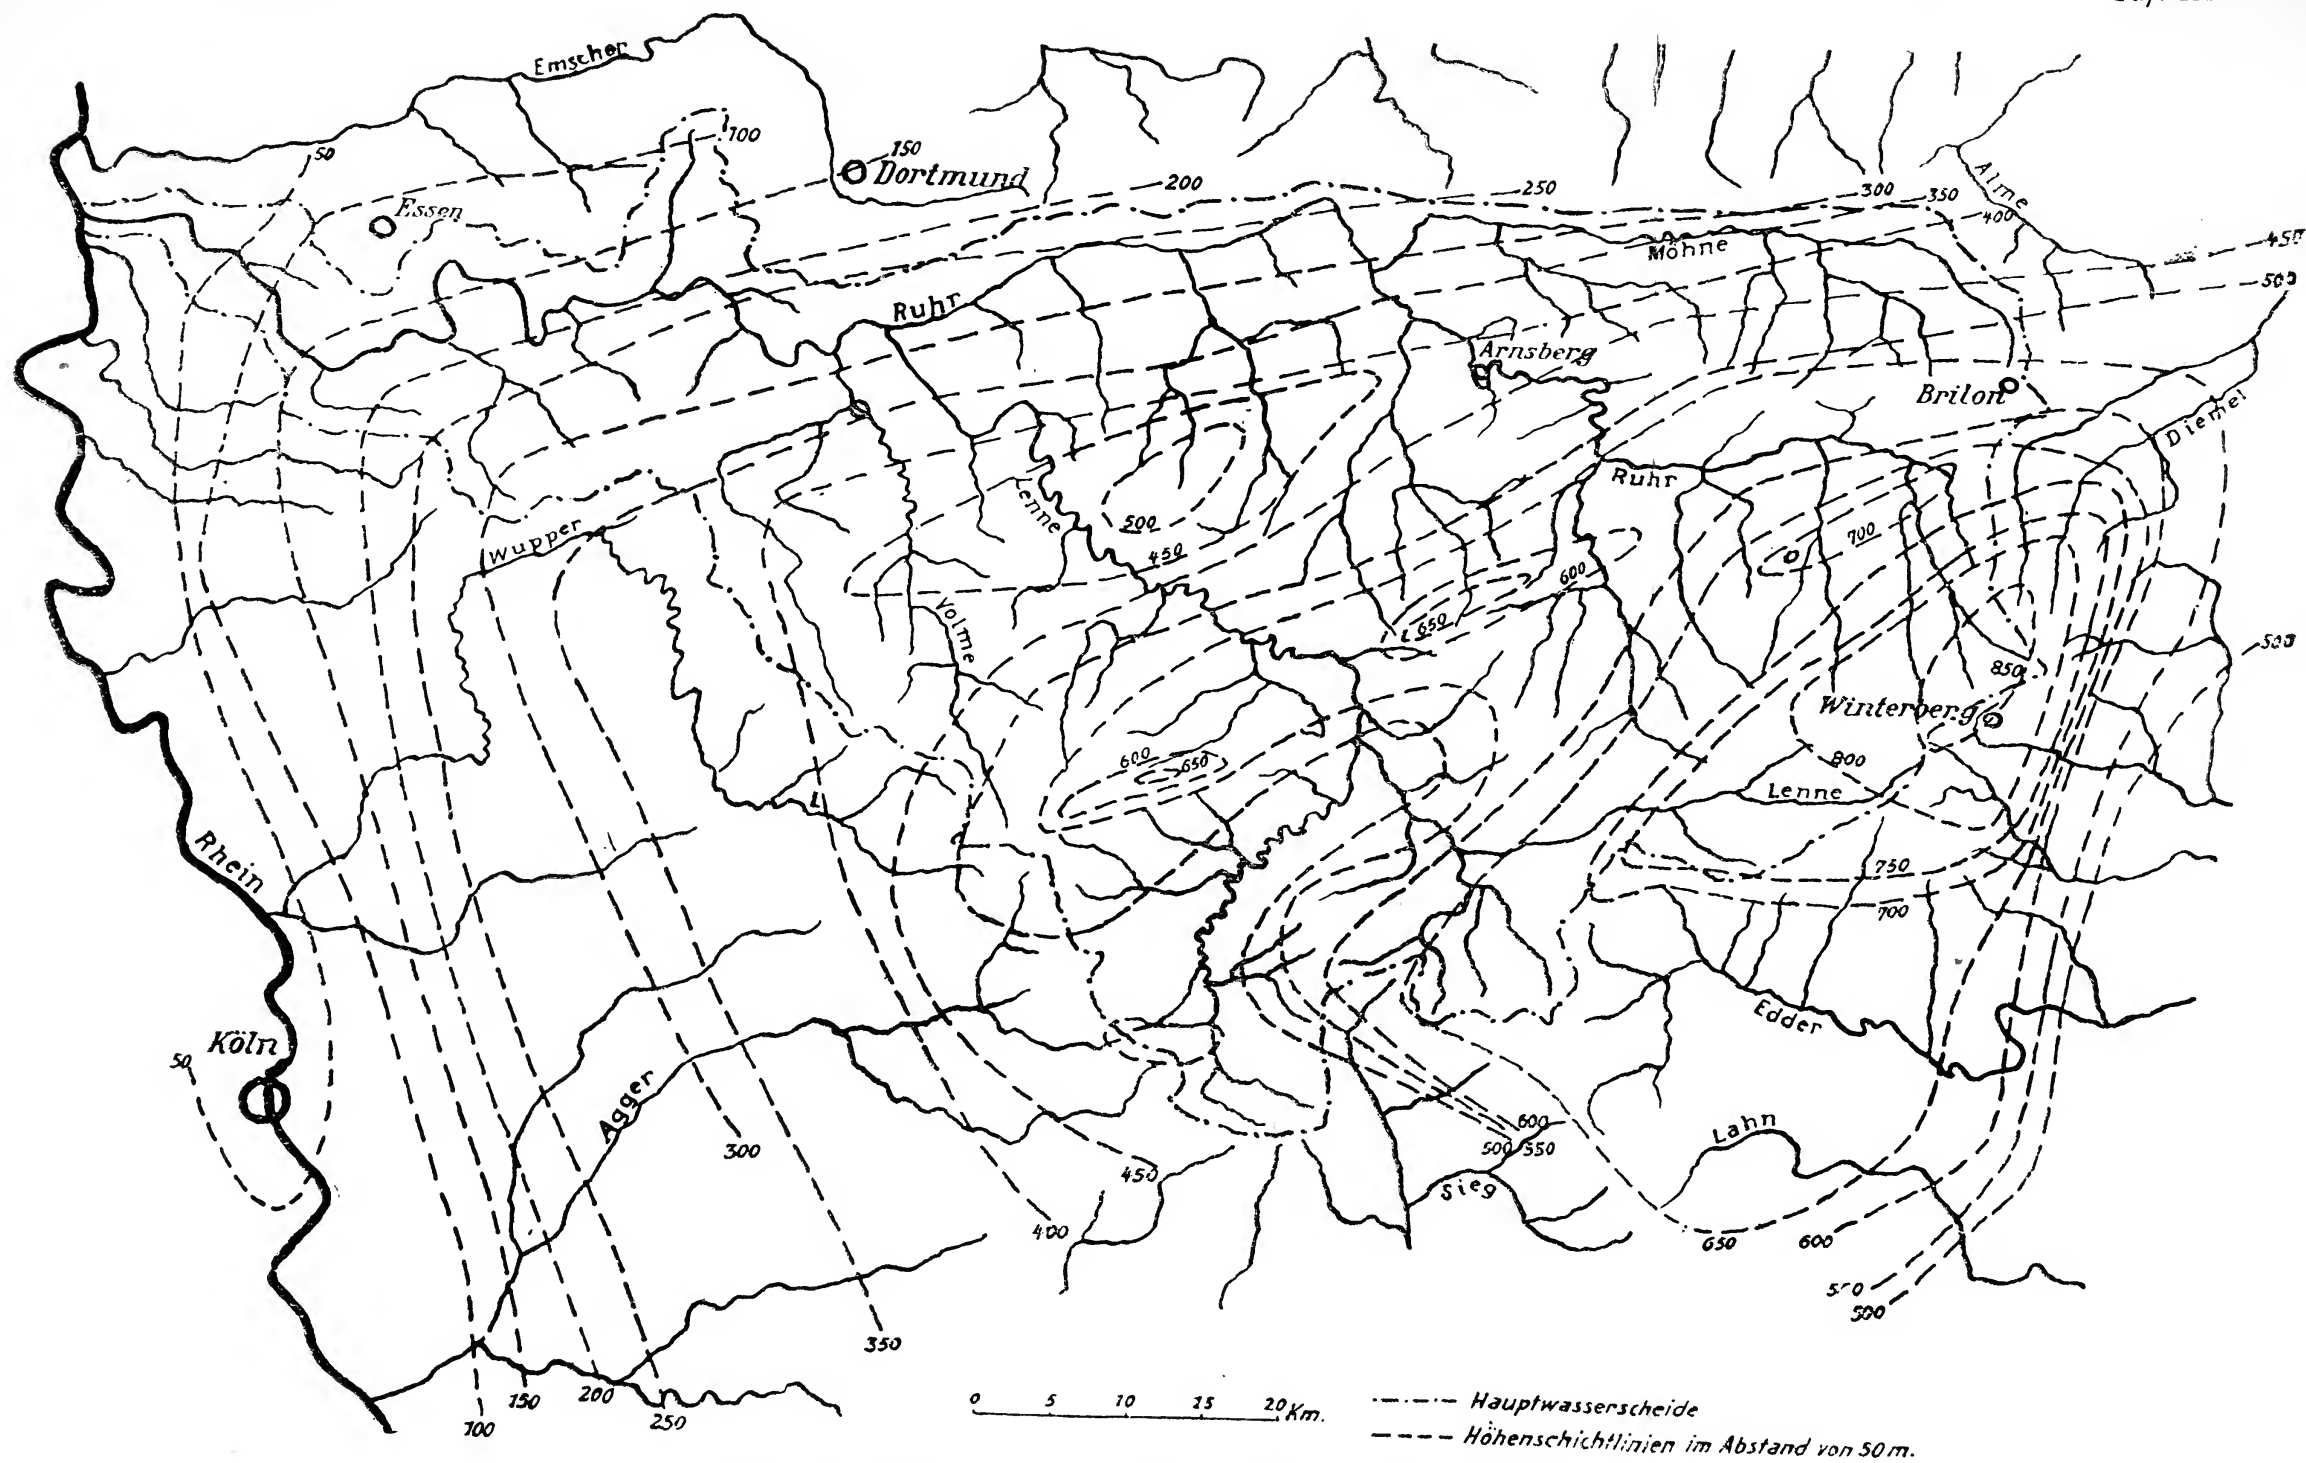 Emscher
50
100
150
Dortmund
200
250
300
350
400
450
500
Alme
Essen
Möhne
Ruhr
Arnsberg
Brilon
Diemel
Lenne
Ruhr
500
450
700
Wupper
600
650
Volme
500
850
Winterberg
600
650
800
Lenne
Rhein
750
700
Edder
Köln
50
Agger
Lahn
600
500
550
300
450
Sieg
400
650
600
500
350
150
200
250
100
0 5 10 15 20 Km.
Hauptwasserscheide
Höhenschichtlinien im Abstand von 50 m.